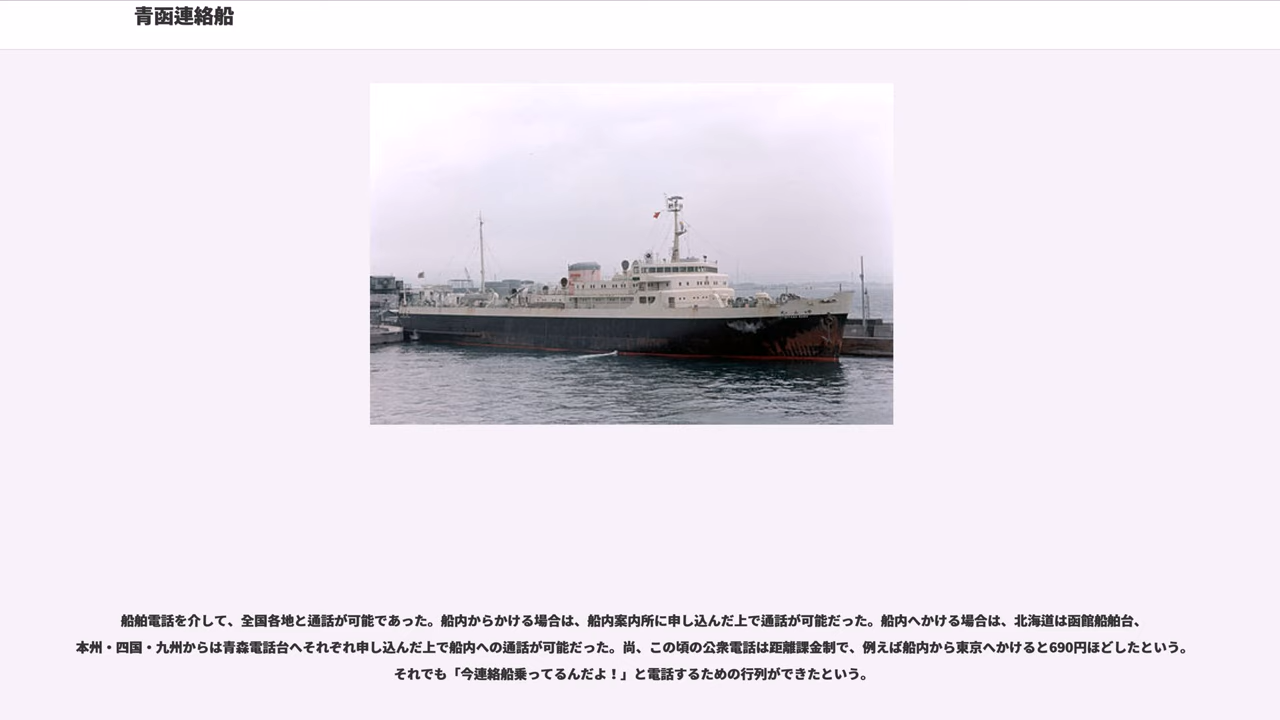 青函連絡船
船舶電話を介して、全国各地と通話が可能であった。船内からかける場合は、船内案内所に申し込んだ上で通話が可能だった。船内へかける場合は、北海道は函館船舶台、
本州・四国・九州からは青森電話台へそれぞれ申し込んだ上で船内への通話が可能だった。尚、この頃の公衆電話は距離課金制で、例えば船内から東京へかけると690円ほどしたという。
それでも「今連絡船乗ってるんだよ！」と電話するための行列ができたという。